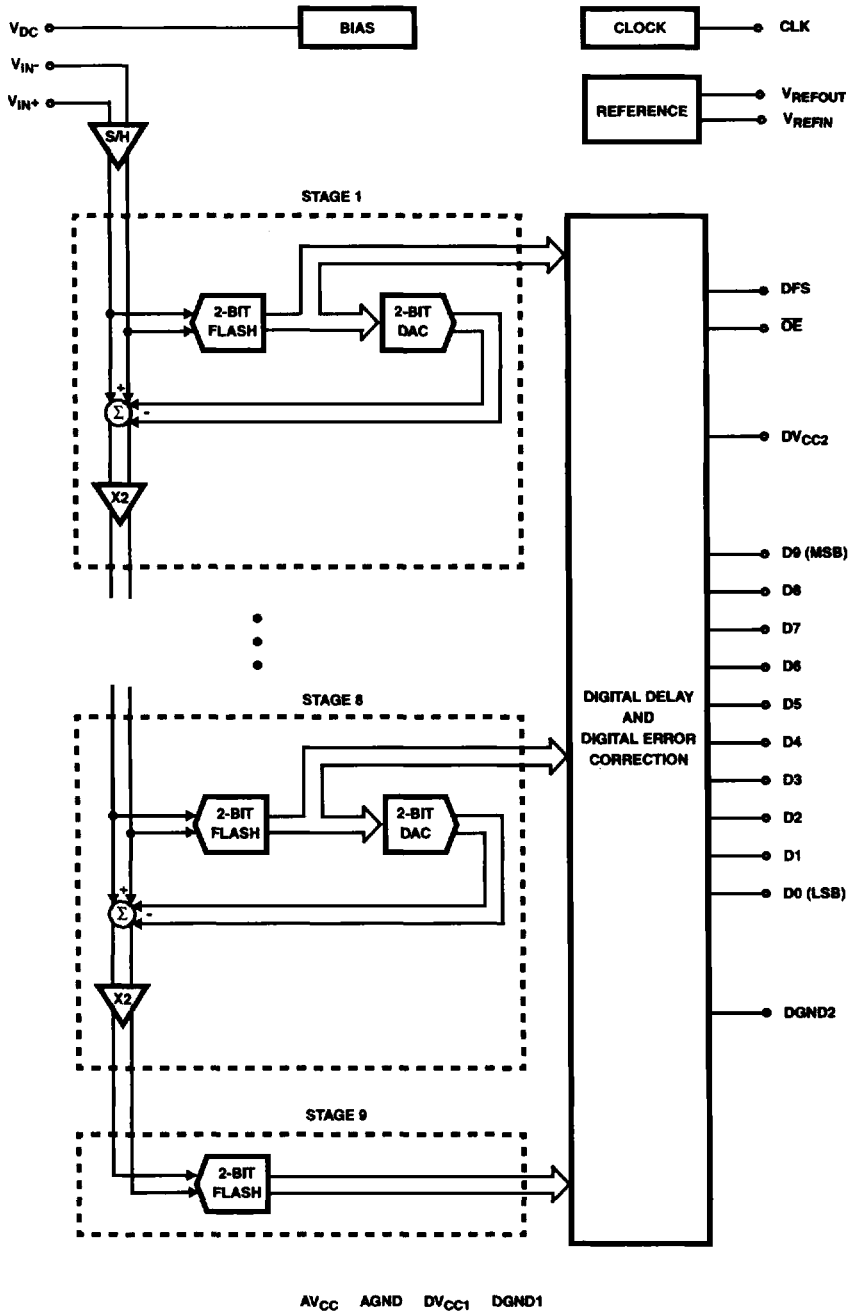 VDC
BIAS
CLOCK
CLK
VIN-
VIN+
REFERENCE
VREFOUT
VREFIN
S/H
STAGE 1
2-BIT
FLASH
2-BIT
DAC
+
Σ
-
X2
DFS
OE
DVCC2
D9 (MSB)
D8
D7
D6
D5
D4
D3
D2
D1
D0 (LSB)
DGND2
DIGITAL DELAY
AND
DIGITAL ERROR
CORRECTION
STAGE 8
2-BIT
FLASH
2-BIT
DAC
+
Σ
-
X2
STAGE 9
2-BIT
FLASH
AVCC AGND DVCC1 DGND1